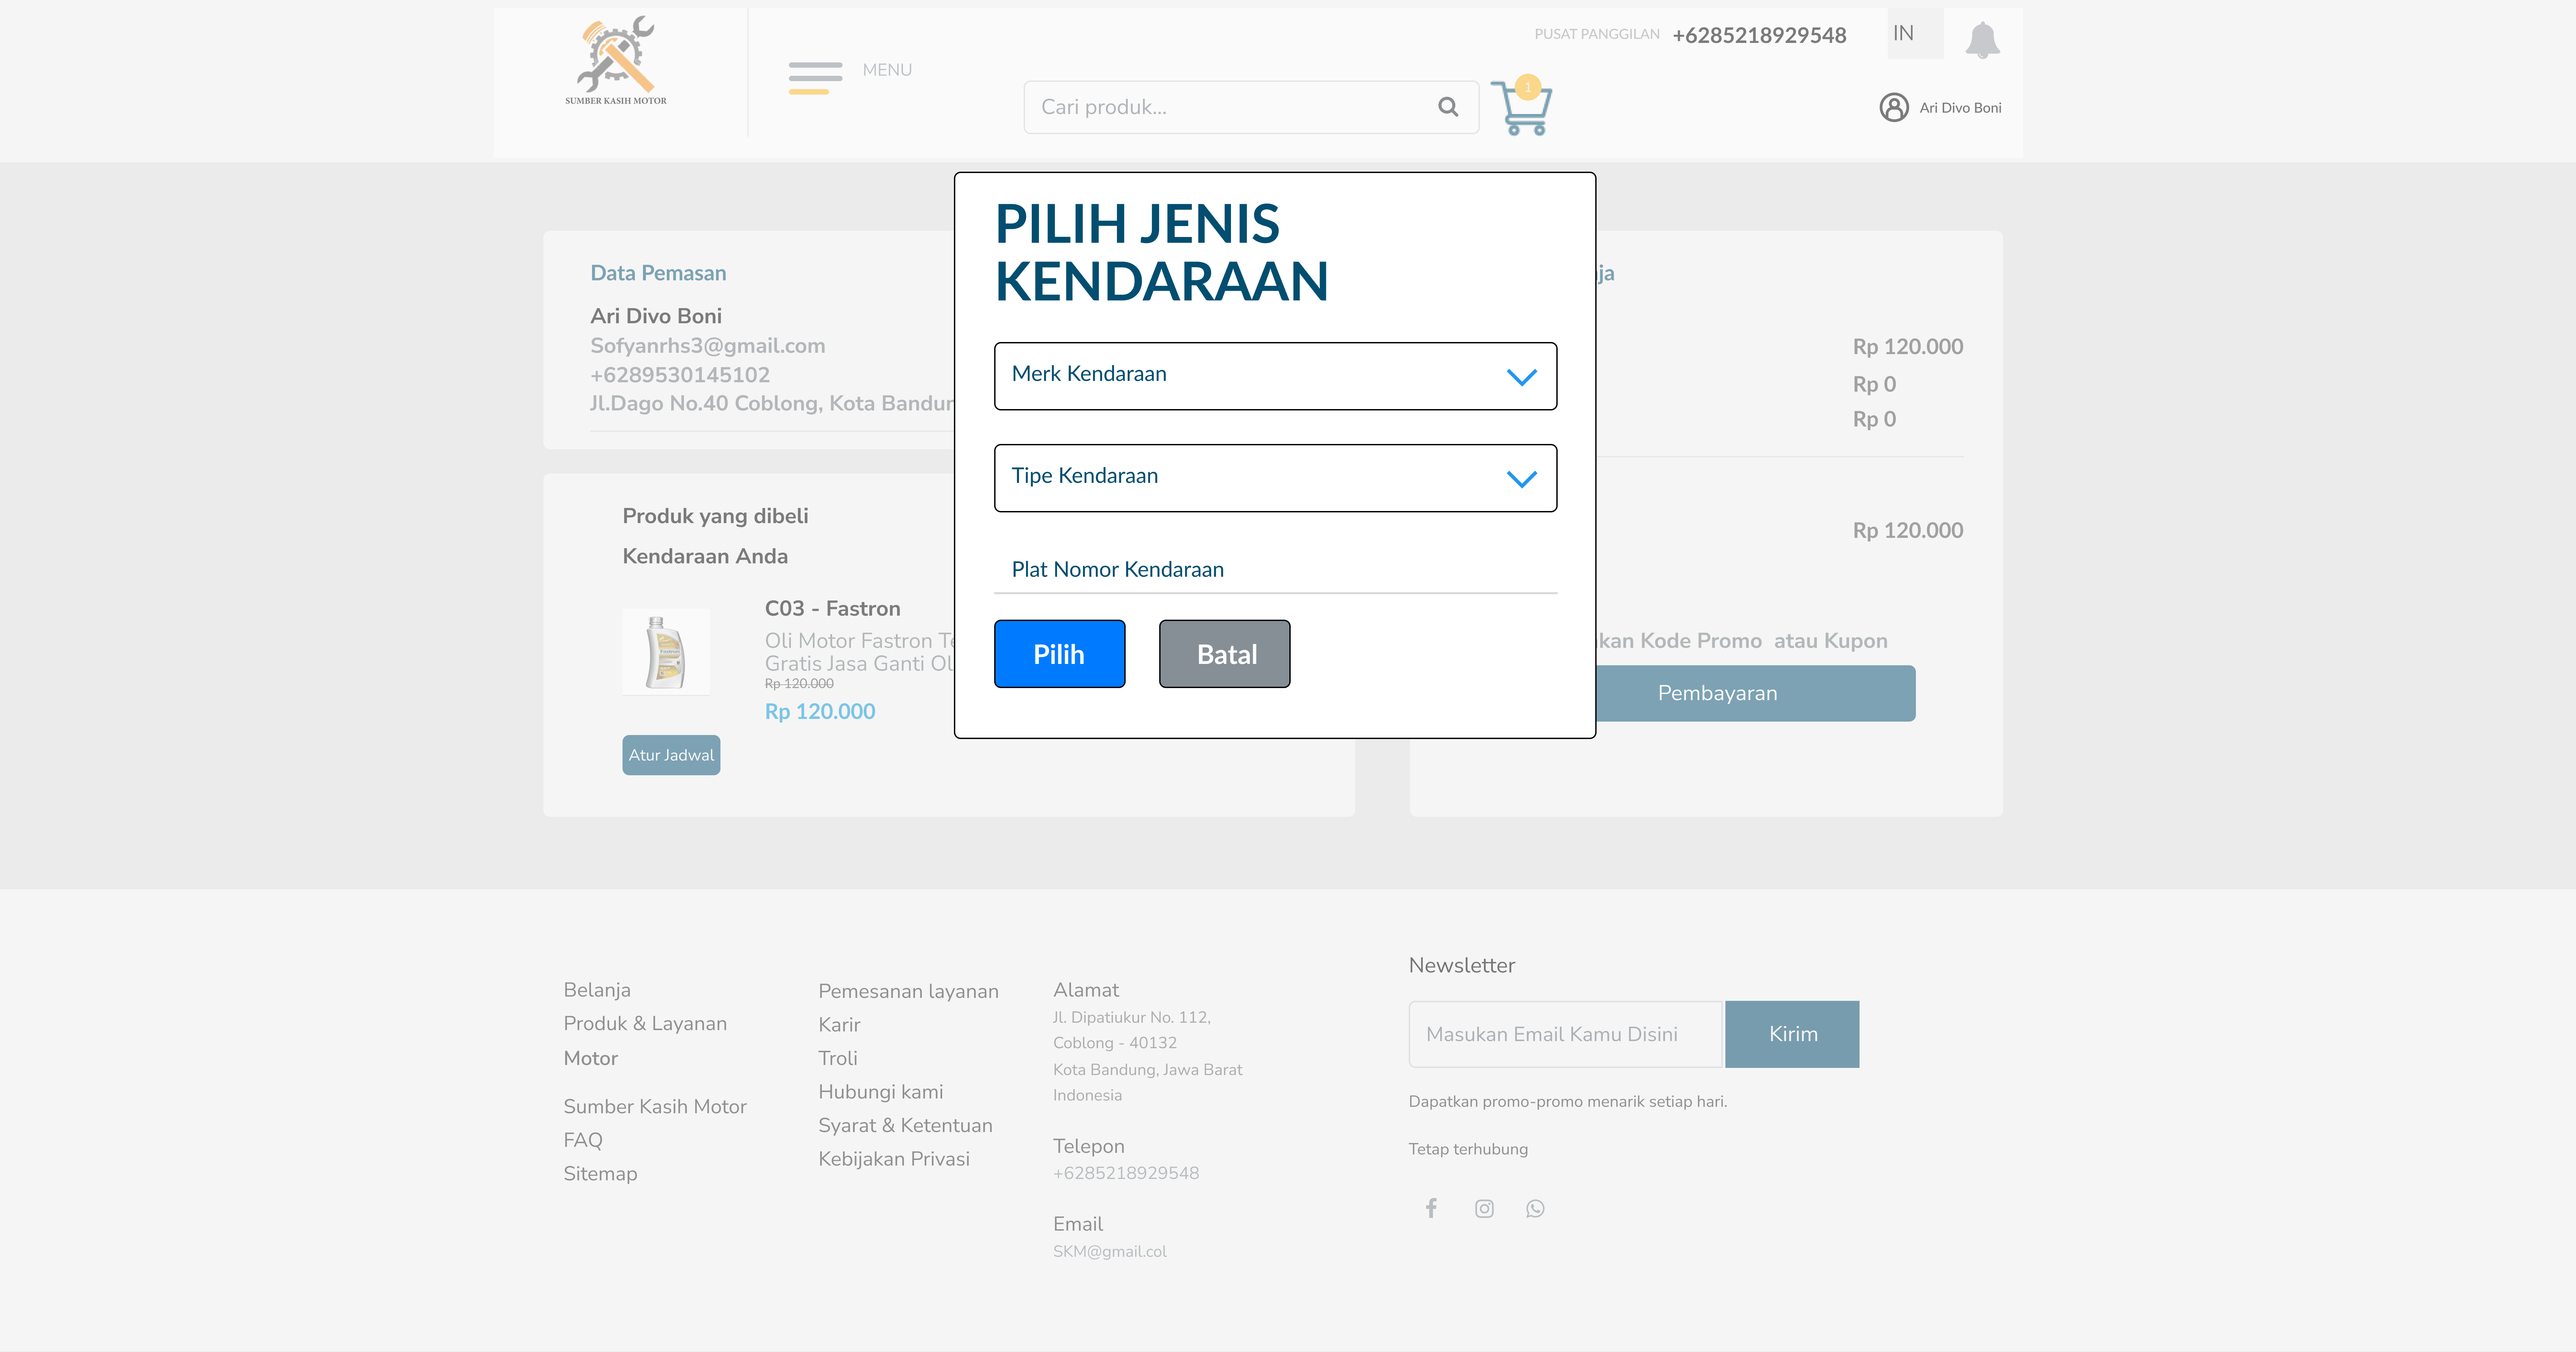 SUMBER KASIH MOTOR
MENU
PUSAT PANGGILAN +6285218929548
IN
Cari produk...
1
Ari Divo Boni
PILIH JENIS
KENDARAAN
Merk Kendaraan
Tipe Kendaraan
Plat Nomor Kendaraan
Pilih
Batal
Data Pemasan
Ari Divo Boni
Sofyanrhs3@gmail.com
+6289530145102
Jl.Dago No.40 Coblong, Kota
Produk yang dibeli
Kendaraan Anda
C03 - Fastron
Oli Motor Fastron
Gratis Jasa Ganti
Rp 120.000
Rp 120.000
Atur Jadwal
Rp 120.000
Rp 0
Rp 0
Rp 120.000
Kode Promo atau Kupon
Pembayaran
Belanja
Produk & Layanan
Motor
Sumber Kasih Motor
FAQ
Sitemap
Pemesanan layanan
Karir
Troli
Hubungi kami
Syarat & Ketentuan
Kebijakan Privasi
Alamat
Jl. Dipatiukur No. 112,
Coblong - 40132
Kota Bandung, Jawa Barat
Indonesia
Telepon
+6285218929548
Email
SKM@gmail.col
Newsletter
Masukan Email Kamu Disini
Kirim
Dapatkan promo-promo menarik setiap hari.
Tetap terhubung